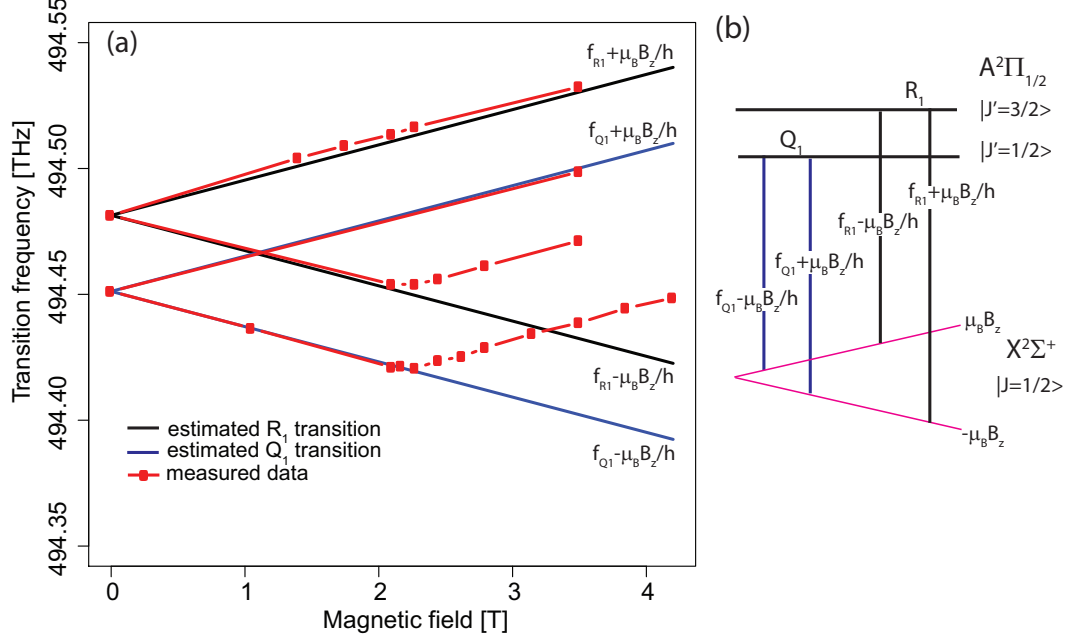 (a)
494.55
494.50
494.45
494.40
494.35
Transition frequency [THz]
0
1
2
3
4
Magnetic field [T]
f_R1+μ_BB_z/h
f_Q1+μ_BB_z/h
f_R1-μ_BB_z/h
f_Q1-μ_BB_z/h
estimated R_1 transition
estimated Q_1 transition
measured data
(b)
A²Π_1/2
R_1
|J'=3/2>
Q_1
|J'=1/2>
f_R1+μ_BB_z/h
f_R1-μ_BB_z/h
f_Q1+μ_BB_z/h
f_Q1-μ_BB_z/h
μ_BB_z
X²Σ⁺
|J=1/2>
-μ_BB_z